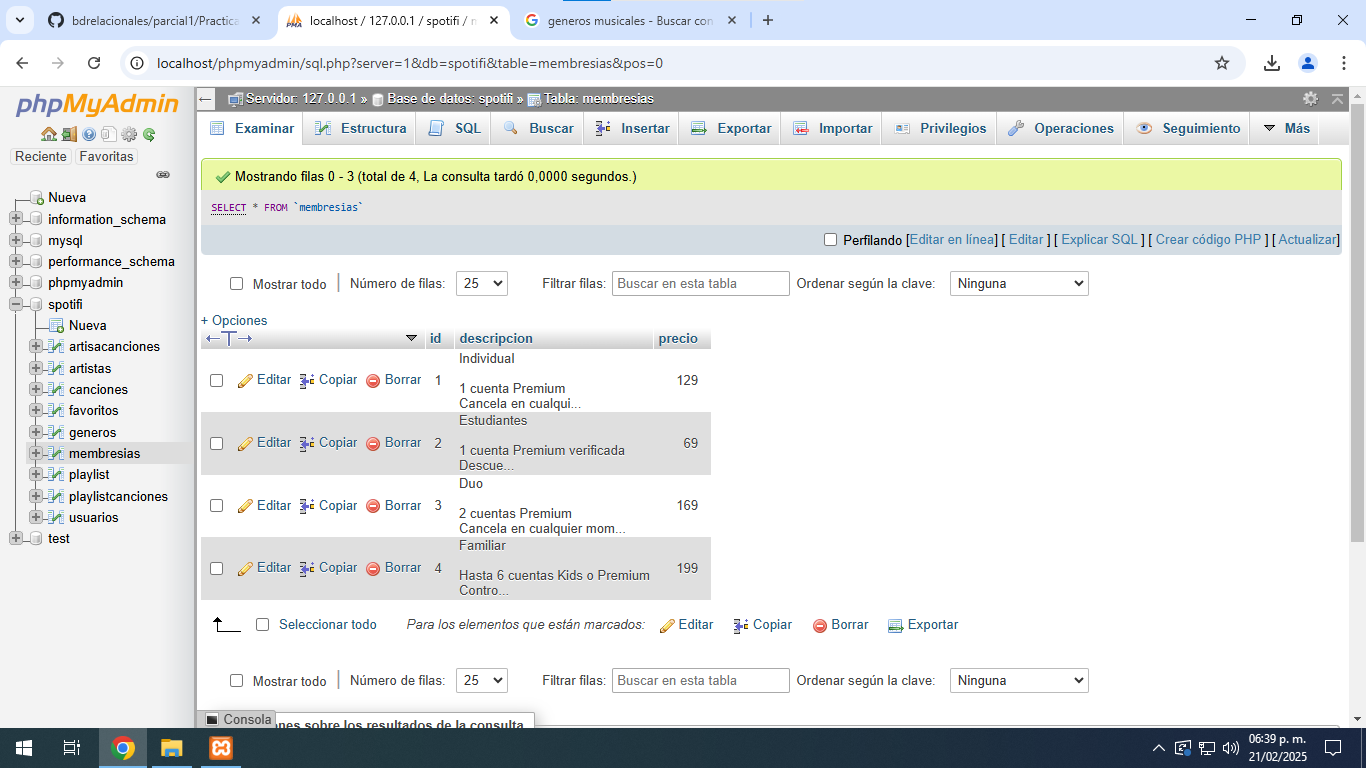 bdrelacionales/parcial1/Practica
localhost / 127.0.0.1 / spotifi / m
generos musicales - Buscar con
localhost/phpmyadmin/sql.php?server=1&db=spotifi&table=membresias&pos=0
phpMyAdmin
Reciente Favoritas
Nueva
information_schema
mysql
performance_schema
phpmyadmin
spotifi
Nueva
artisacanciones
artistas
canciones
favoritos
generos
membresias
playlist
playlistcanciones
usuarios
test
Servidor: 127.0.0.1 » Base de datos: spotifi » Tabla: membresias
Examinar Estructura SQL Buscar Insertar Exportar Importar Privilegios Operaciones Seguimiento Más
Mostrando filas 0 - 3 (total de 4, La consulta tardó 0,0000 segundos.)
SELECT * FROM `membresias`
Perfilando [Editar en línea] [ Editar ] [ Explicar SQL ] [ Crear código PHP ] [ Actualizar]
Mostrar todo Número de filas: 25 Filtrar filas: Buscar en esta tabla Ordenar según la clave: Ninguna
+ Opciones
←T→ id descripcion precio
Editar Copiar Borrar 1 Individual 129
1 cuenta Premium
Cancela en cualqui...
Editar Copiar Borrar 2 Estudiantes 69
1 cuenta Premium verificada
Descue...
Editar Copiar Borrar 3 Duo 169
2 cuentas Premium
Cancela en cualquier mom...
Editar Copiar Borrar 4 Familiar 199
Hasta 6 cuentas Kids o Premium
Contro...
Seleccionar todo Para los elementos que están marcados: Editar Copiar Borrar Exportar
Mostrar todo Número de filas: 25 Filtrar filas: Buscar en esta tabla Ordenar según la clave: Ninguna
Consola
sobre los resultados de la consulta
06:39 p. m.
21/02/2025